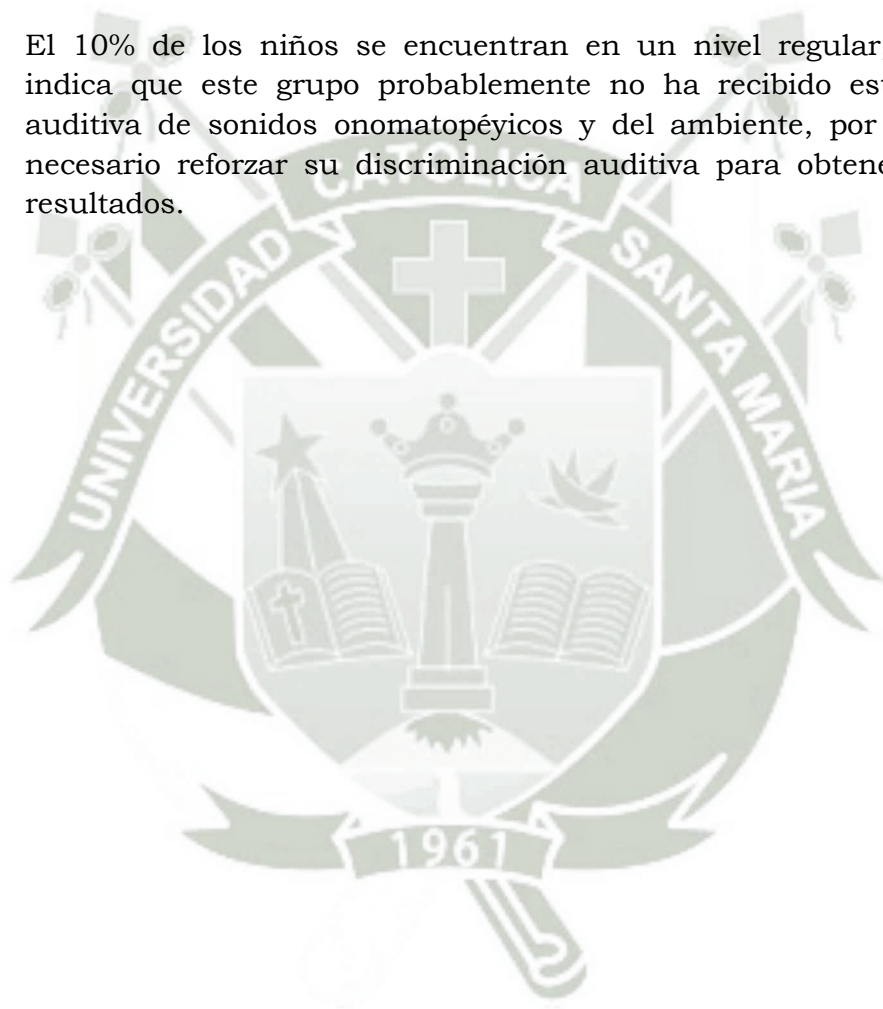 El 10% de los niños se encuentran en un nivel regular,
indica que este grupo probablemente no ha recibido
auditiva de sonidos onomatopéyicos y del ambiente, por
necesario reforzar su discriminación auditiva para
resultados.
UNIVERSIDAD CATOLICA SANTA MARIA
1961